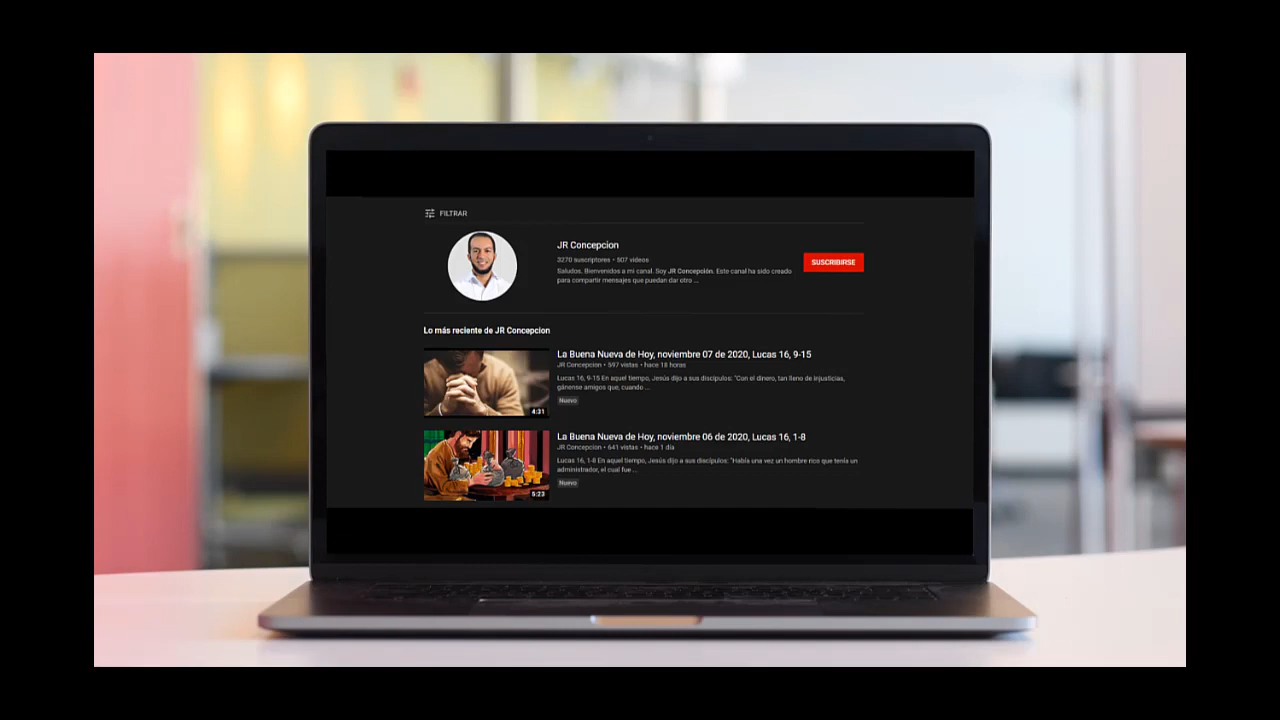 FILTRAR
JR Concepcion
3270 suscriptores • 507 videos
Saludos, Bienvenidos a mi canal. Soy JR Concepción. Este canal ha sido creado
para compartir mensajes que puedan dar otro ...
SUSCRIBIRSE
Lo más reciente de JR Concepcion
La Buena Nueva de Hoy, noviembre 07 de 2020, Lucas 16, 9-15
JR Concepcion • 597 vistas • hace 18 horas
Lucas 16, 9-15 En aquel tiempo, Jesús dijo a sus discípulos: "Con el dinero, tan lleno de injusticias,
gánense amigos que, cuando ...
Nuevo
4:31
La Buena Nueva de Hoy, noviembre 06 de 2020, Lucas 16, 1-8
JR Concepcion • 641 vistas • hace 1 día
Lucas 16, 1-8 En aquel tiempo, Jesús dijo a sus discípulos: "Había una vez un hombre rico que tenía un
administrador, el cual fue ...
Nuevo
5:23